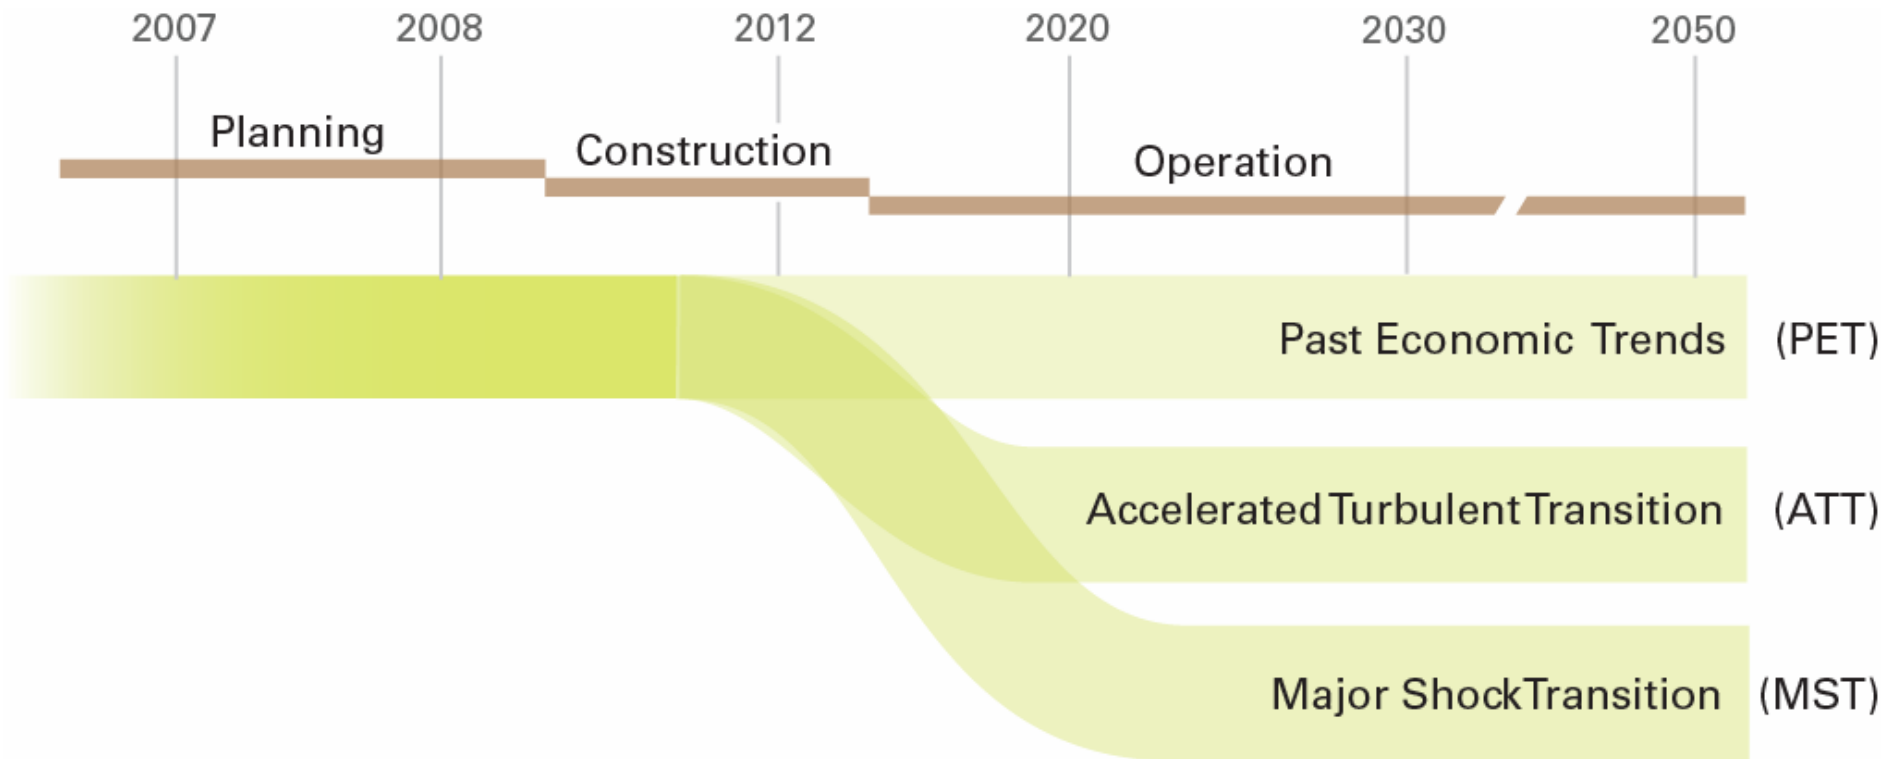 2007 2008 2012 2020 2030 2050
Planning
Construction
Operation
Past Economic Trends (PET)
Accelerated Turbulent Transition (ATT)
Major Shock Transition (MST)